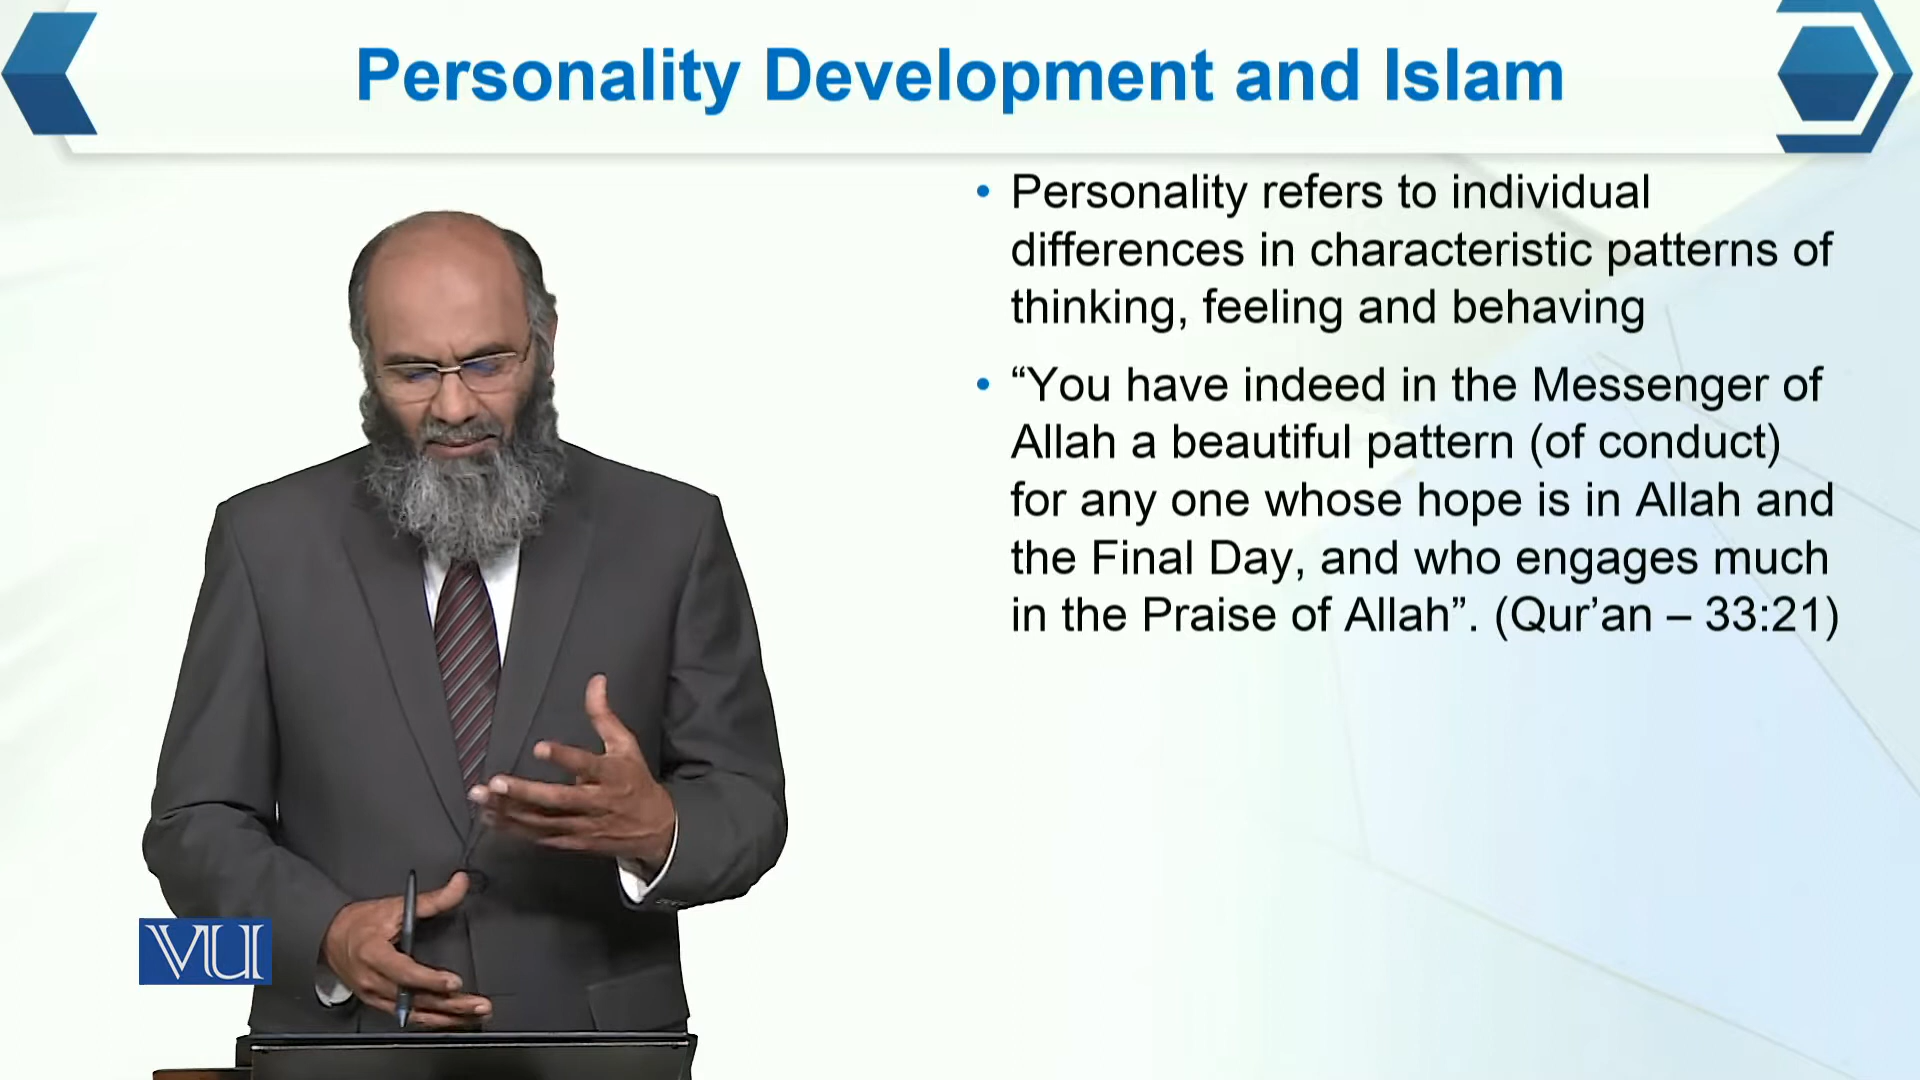 Personality Development and Islam
• Personality refers to individual
differences in characteristic patterns of
thinking, feeling and behaving
• “You have indeed in the Messenger of
Allah a beautiful pattern (of conduct)
for any one whose hope is in Allah and
the Final Day, and who engages much
in the Praise of Allah”. (Qur’an – 33:21)
VU